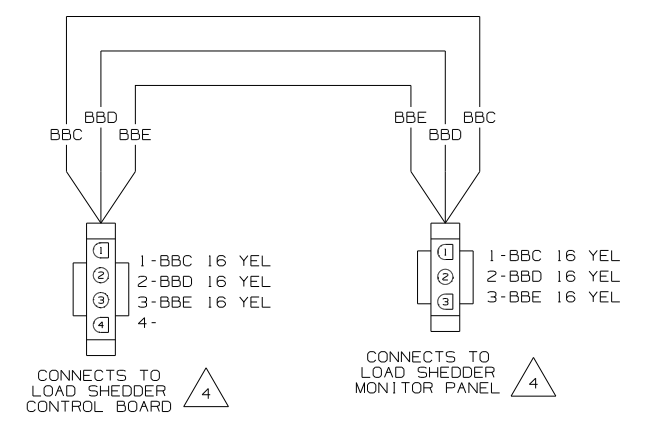 BBD
BBC BBE
BBE BBC
BBD
1
2
3
4
1-BBC 16 YEL
2-BBD 16 YEL
3-BBE 16 YEL
4-
CONNECTS TO
LOAD SHEDDER
CONTROL BOARD
4
1
2
3
1-BBC 16 YEL
2-BBD 16 YEL
3-BBE 16 YEL
CONNECTS TO
LOAD SHEDDER
MONITOR PANEL
4